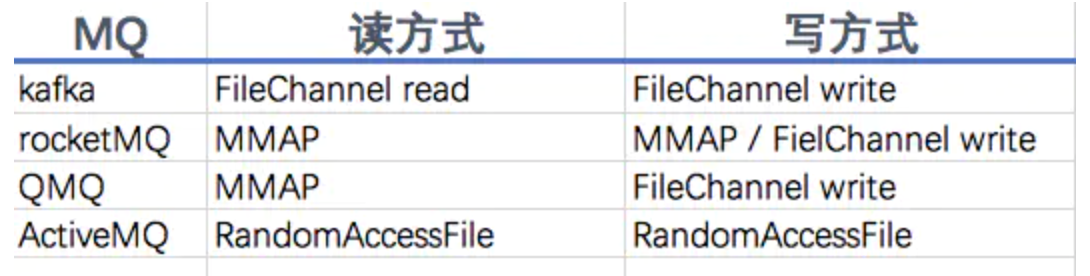 MQ 读方式 写方式
kafka FileChannel read FileChannel write
rocketMQ MMAP MMAP / FielChannel write
QMQ MMAP FileChannel write
ActiveMQ RandomAccessFile RandomAccessFile